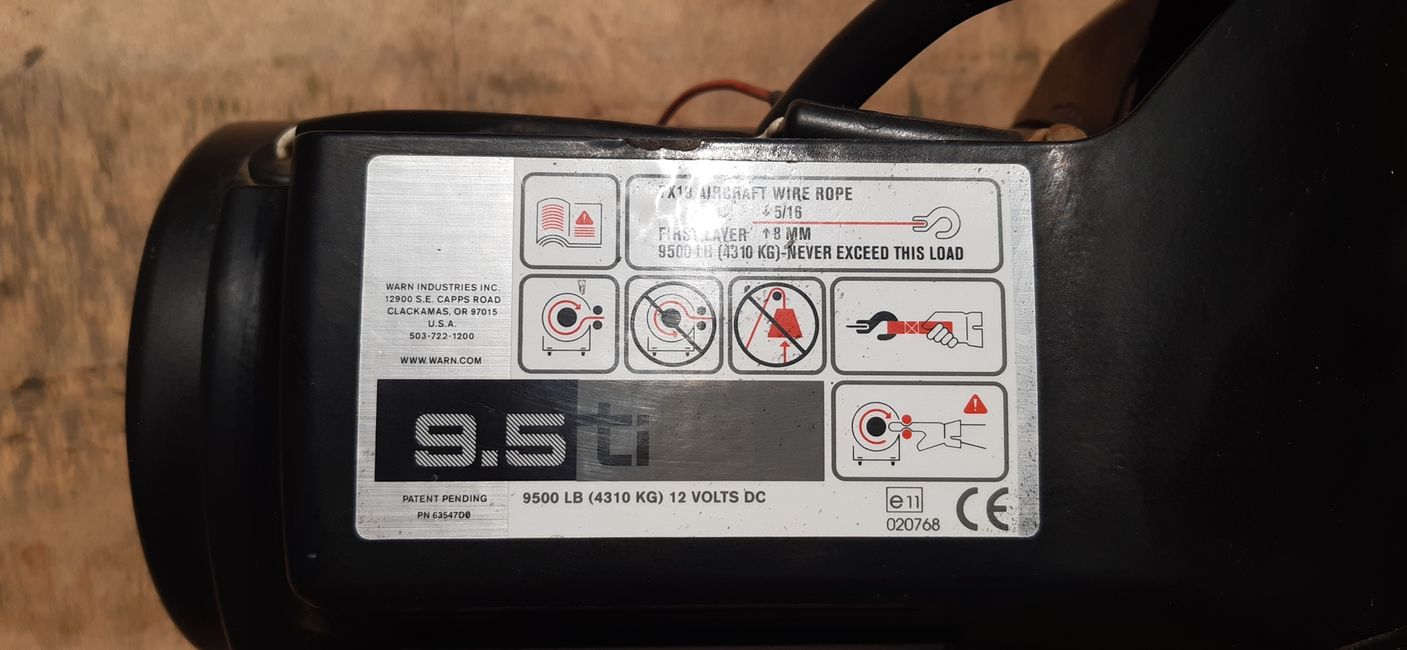 7X19 AIRCRAFT WIRE ROPE
↓ 5/16
FIRST LAYER ↑ 8 MM
9500 LB (4310 KG)-NEVER EXCEED THIS LOAD
WARN INDUSTRIES INC.
12900 S.E. CAPPS ROAD
CLACKAMAS, OR 97015
U.S.A.
503-722-1200
WWW.WARN.COM
9.5ti
PATENT PENDING
PN 63547D0
9500 LB (4310 KG) 12 VOLTS DC
e11
020768
CE